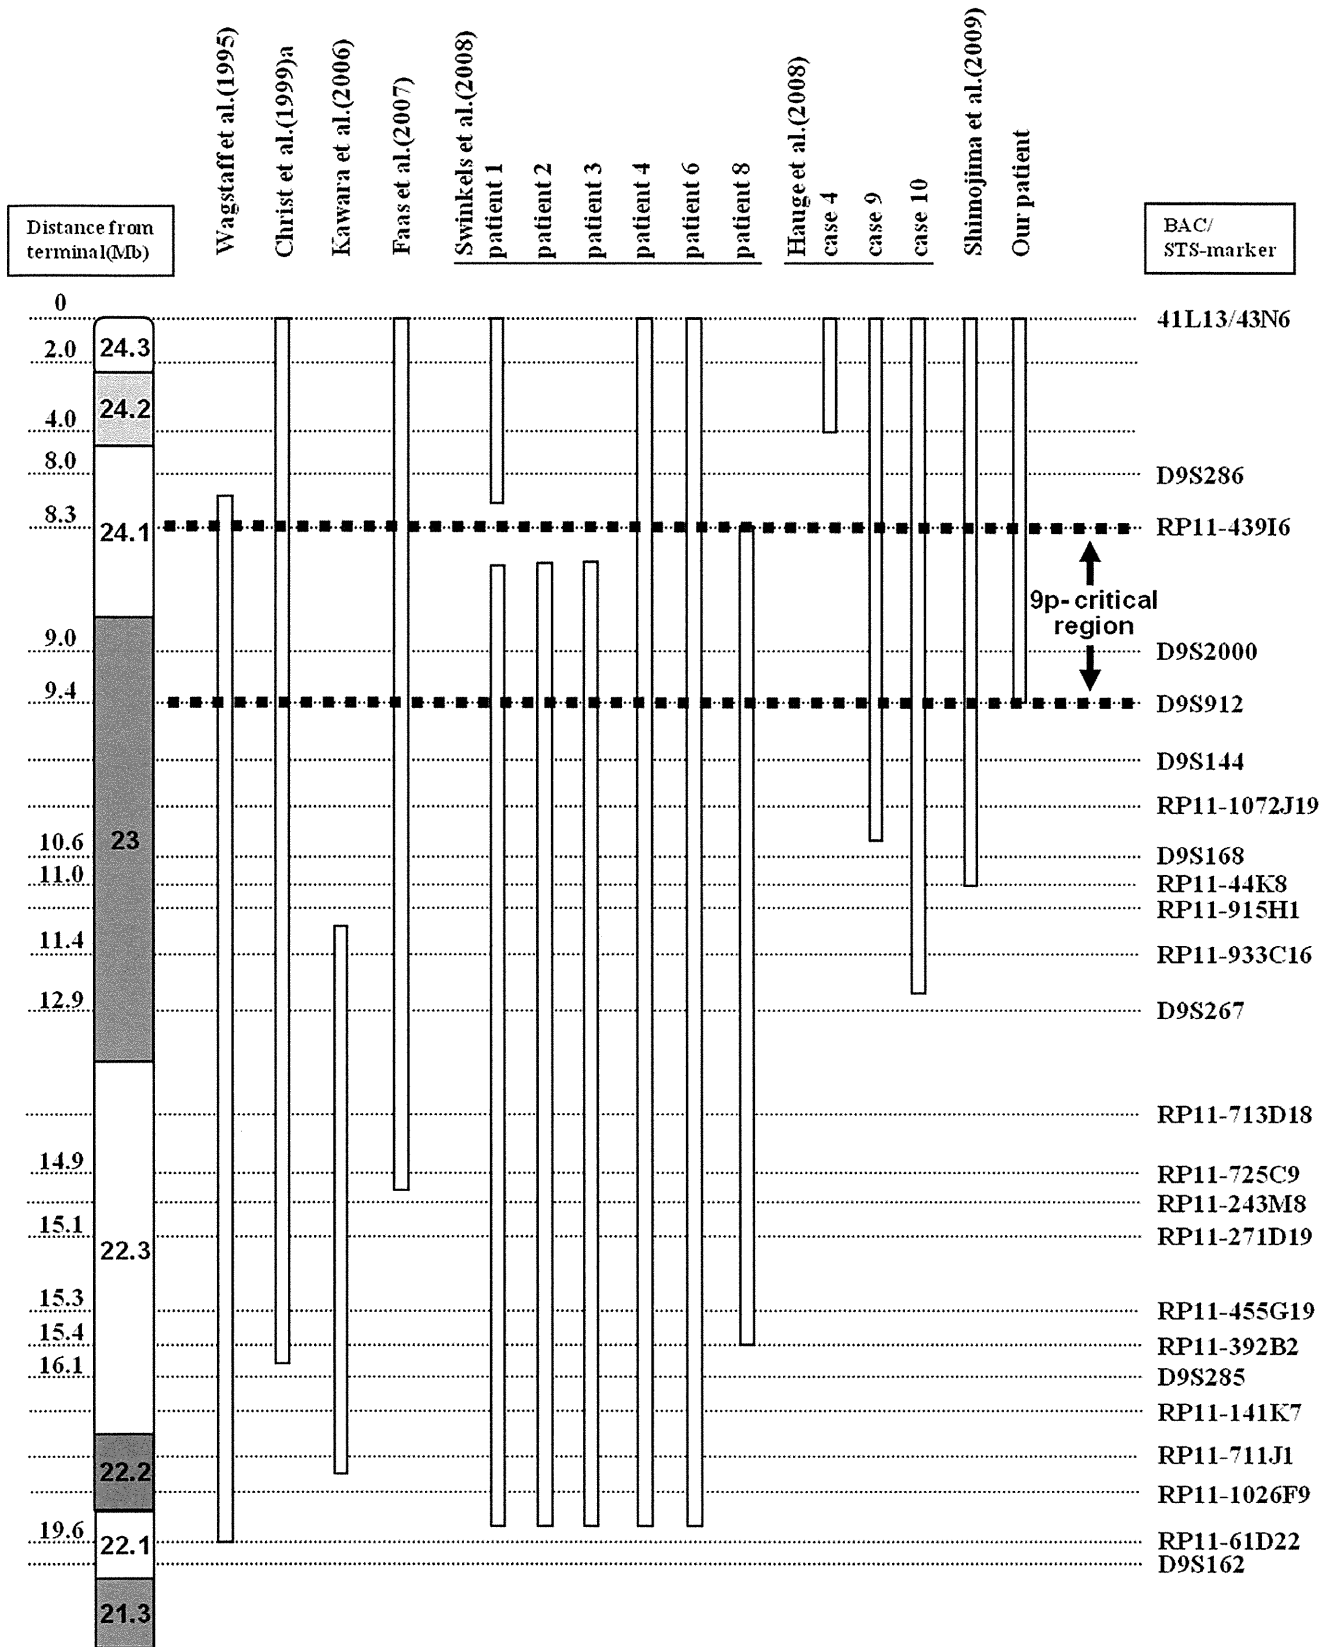 Wagstaff et al.(1995)
Christ et al.(1999)a
Kawara et al.(2006)
Faas et al.(2007)
Swinkels et al.(2008)
patient 1
patient 2
patient 3
patient 4
patient 6
patient 8
Hauge et al.(2008)
case 4
case 9
case 10
Shimojima et al.(2009)
Our patient
Distance from
terminal(Mb)
BAC/
STS-marker
0
2.0
4.0
8.0
8.3
9.0
9.4
10.6
11.0
11.4
12.9
14.9
15.1
15.3
15.4
16.1
19.6
24.3
24.2
24.1
23
22.3
22.2
22.1
21.3
9p- critical
region
41L13/43N6
D9S286
RP11-439I6
D9S2000
D9S912
D9S144
RP11-1072J19
D9S168
RP11-44K8
RP11-915H1
RP11-933C16
D9S267
RP11-713D18
RP11-725C9
RP11-243M8
RP11-271D19
RP11-455G19
RP11-392B2
D9S285
RP11-141K7
RP11-711J1
RP11-1026F9
RP11-61D22
D9S162